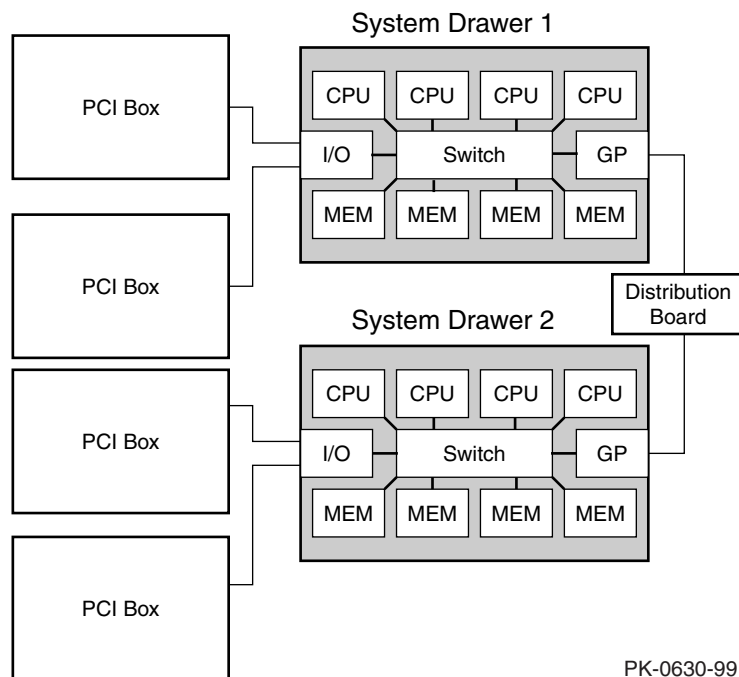 System Drawer 1
PCI Box
CPU
CPU
CPU
CPU
I/O
Switch
GP
MEM
MEM
MEM
MEM
PCI Box
Distribution
Board
System Drawer 2
PCI Box
CPU
CPU
CPU
CPU
I/O
Switch
GP
MEM
MEM
MEM
MEM
PCI Box
PK-0630-99